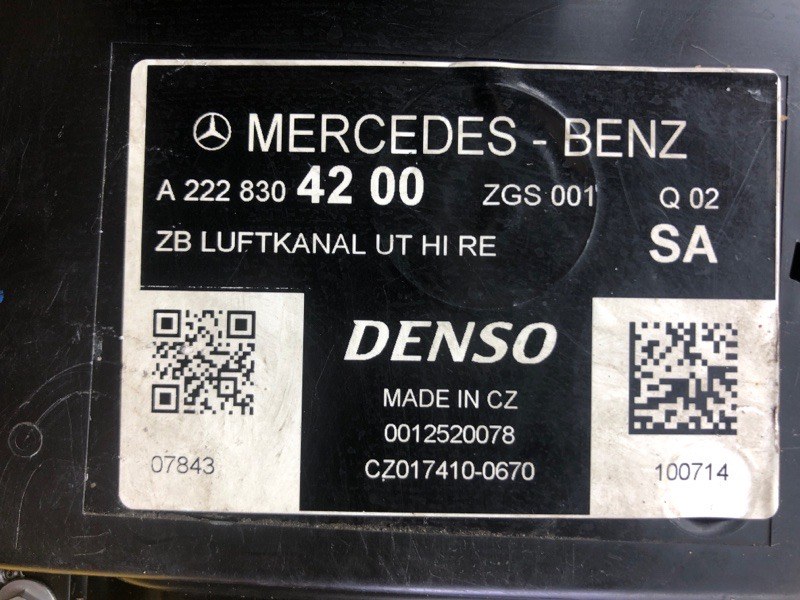 MERCEDES - BENZ
A 222 830 42 00 ZGS 001 Q 02
ZB LUFTKANAL UT HI RE SA
DENSO
MADE IN CZ
0012520078
07843 CZ017410-0670 100714